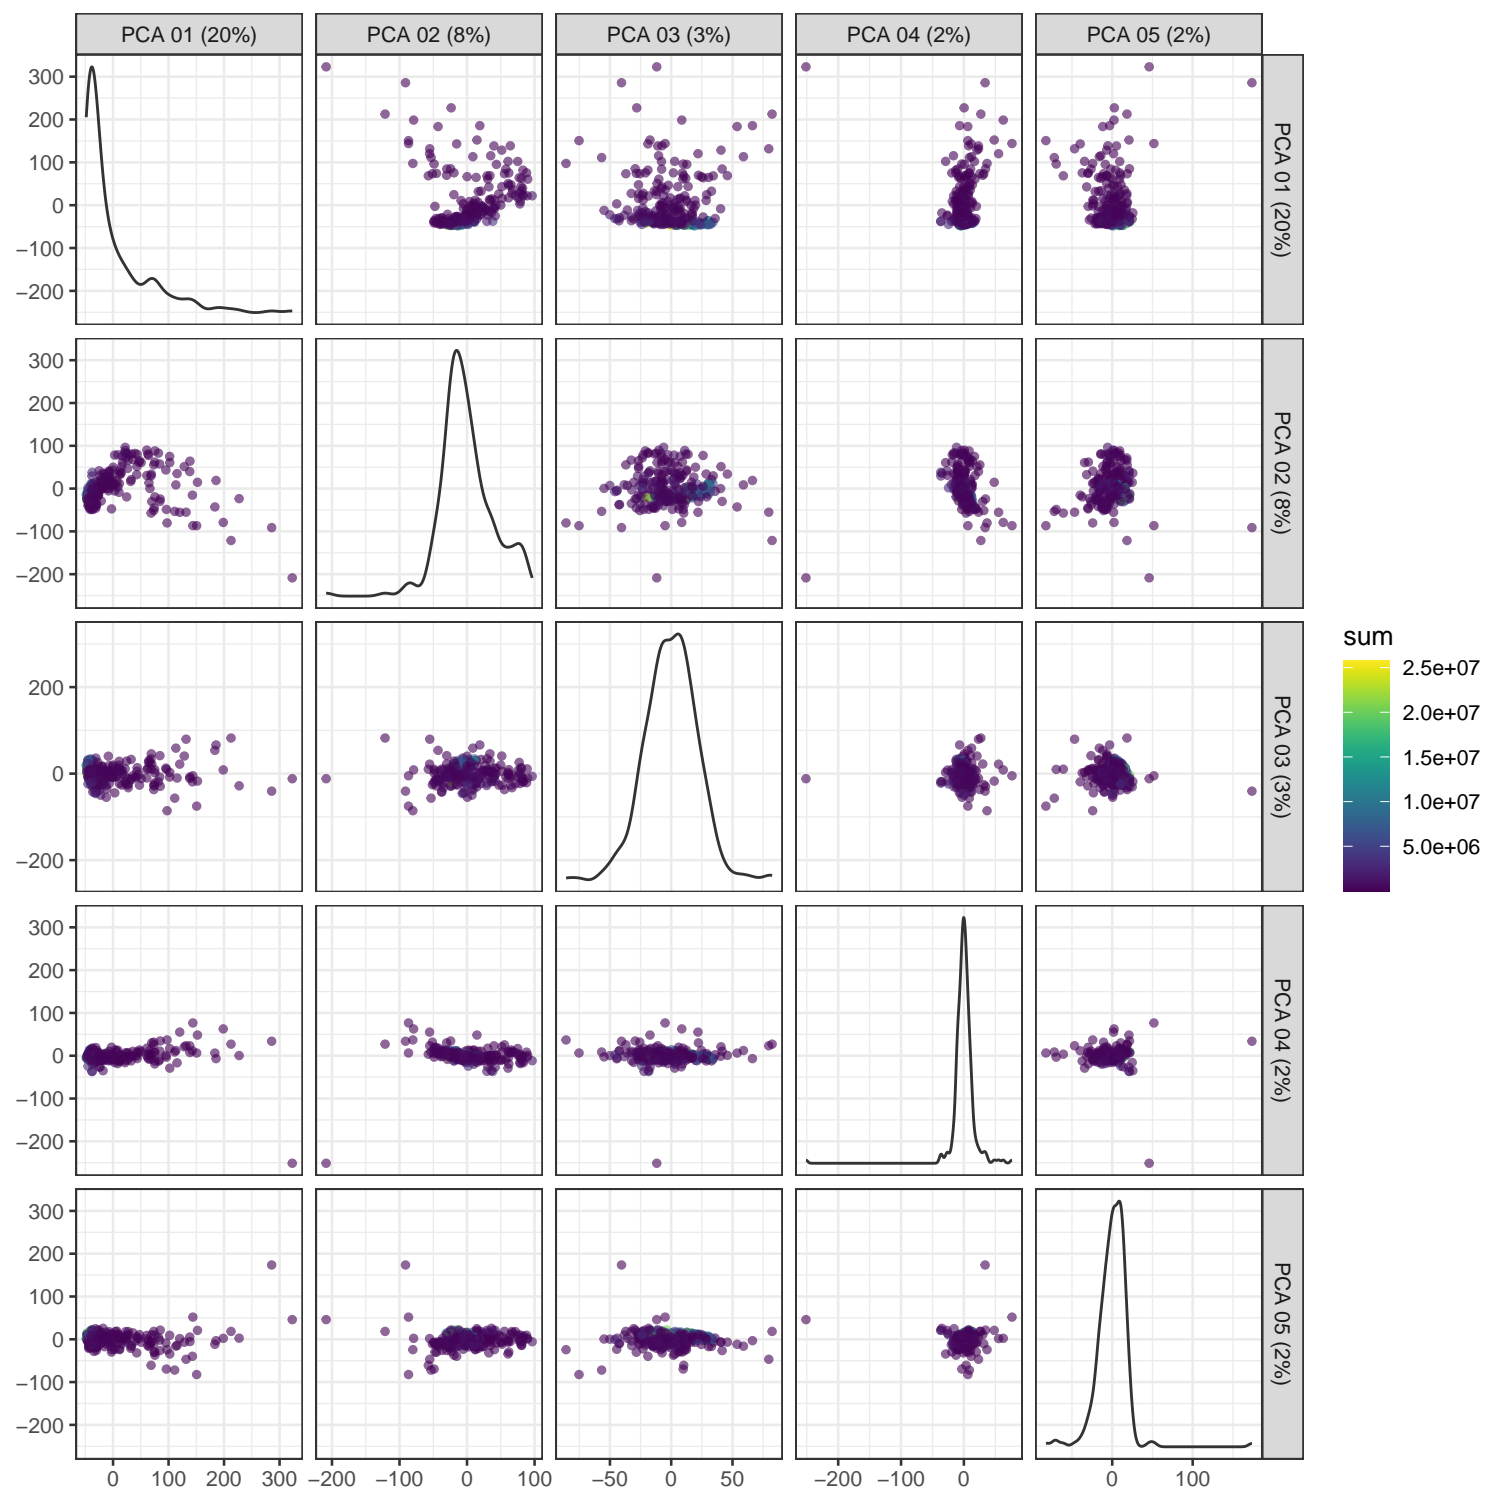 PCA 01 (20%) PCA 02 (8%) PCA 03 (3%) PCA 04 (2%) PCA 05 (2%)
300
200
100
0
−100
−200
PCA 01 (20%)
300
200
100
0
−100
−200
PCA 02 (8%)
200
0
−200
PCA 03 (3%)
300
200
100
0
−100
−200
PCA 04 (2%)
300
200
100
0
−100
−200
PCA 05 (2%)
0 100 200 300 −200 −100 0 100 −50 0 50 −200 −100 0 0 100
sum
2.5e+07
2.0e+07
1.5e+07
1.0e+07
5.0e+06